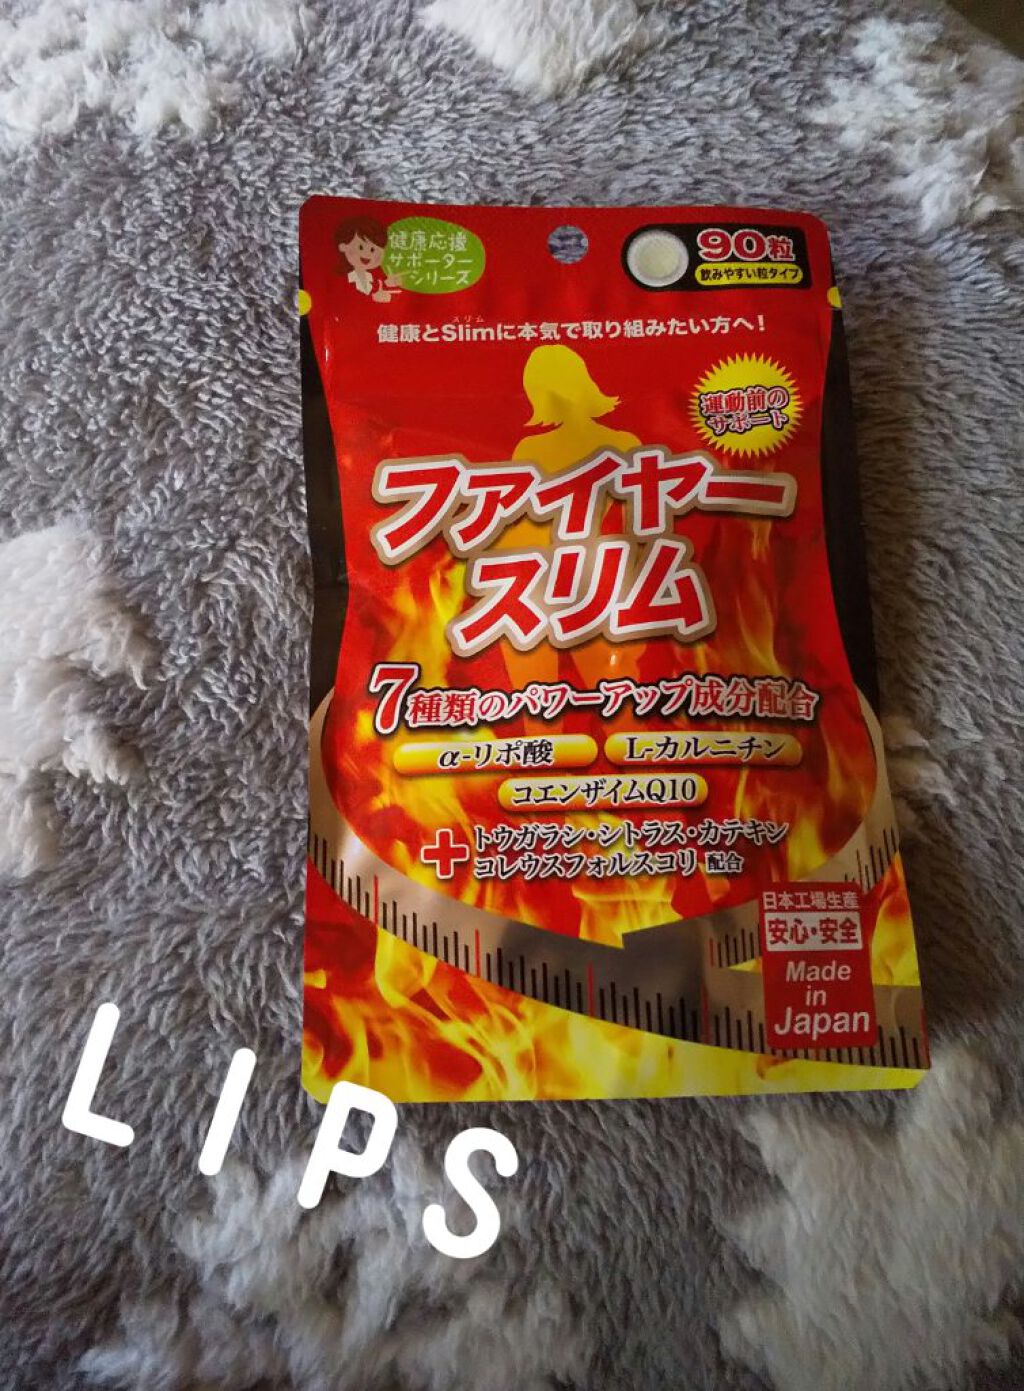 健康応援
サポーター
シリーズ
90粒
飲みやすい粒タイプ
スリム
健康とSlimに本気で取り組みたい方へ!
運動前の
サポート
ファイヤー
スリム
7種類のパワーアップ成分配合
α-リポ酸
L-カルニチン
コエンザイムQ10
+トウガラシ・シトラス・カテキン
コレウスフォルスコリ 配合
日本工場生産
安心・安全
Made
in
Japan
LIPS